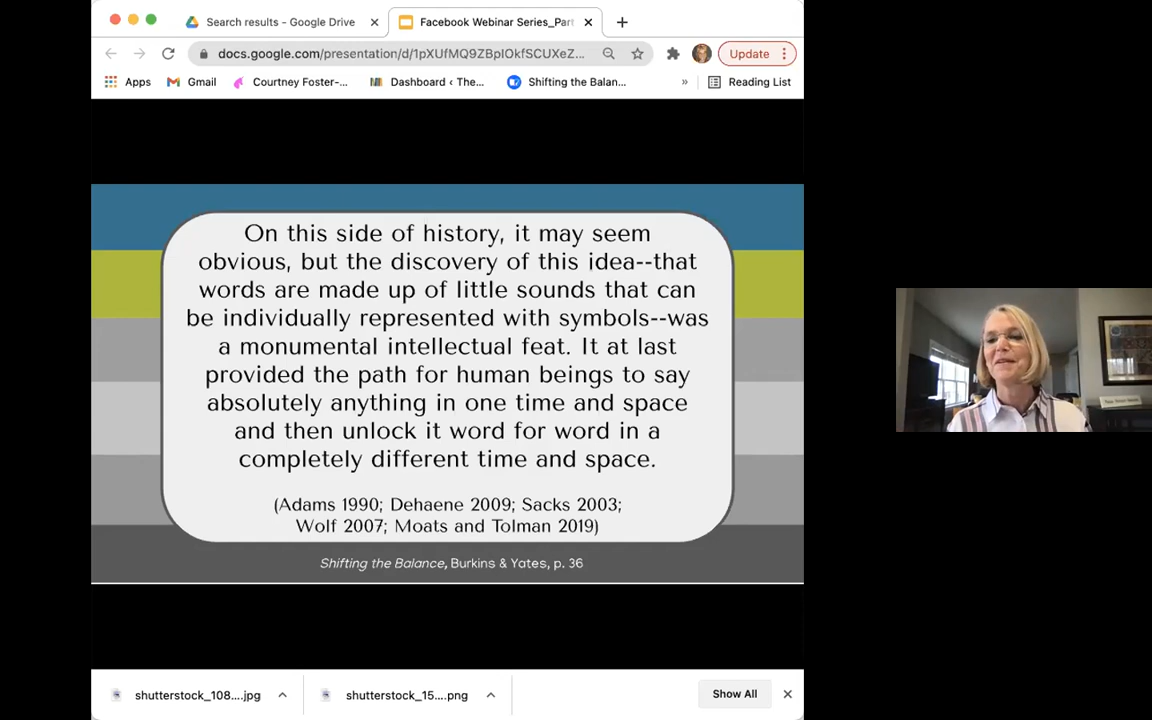 Search results - Google Drive
Facebook Webinar Series_Part
docs.google.com/presentation/d/1pXUfMQ9ZBpIOkfSCUXeZ...
Update
Apps
Gmail
Courtney Foster-...
Dashboard ‹ The...
Shifting the Balan...
»
Reading List
On this side of history, it may seem
obvious, but the discovery of this idea--that
words are made up of little sounds that can
be individually represented with symbols--was
a monumental intellectual feat. It at last
provided the path for human beings to say
absolutely anything in one time and space
and then unlock it word for word in a
completely different time and space.
(Adams 1990; Dehaene 2009; Sacks 2003;
Wolf 2007; Moats and Tolman 2019)
Shifting the Balance, Burkins & Yates, p. 36
shutterstock_108....jpg
shutterstock_15....png
Show All